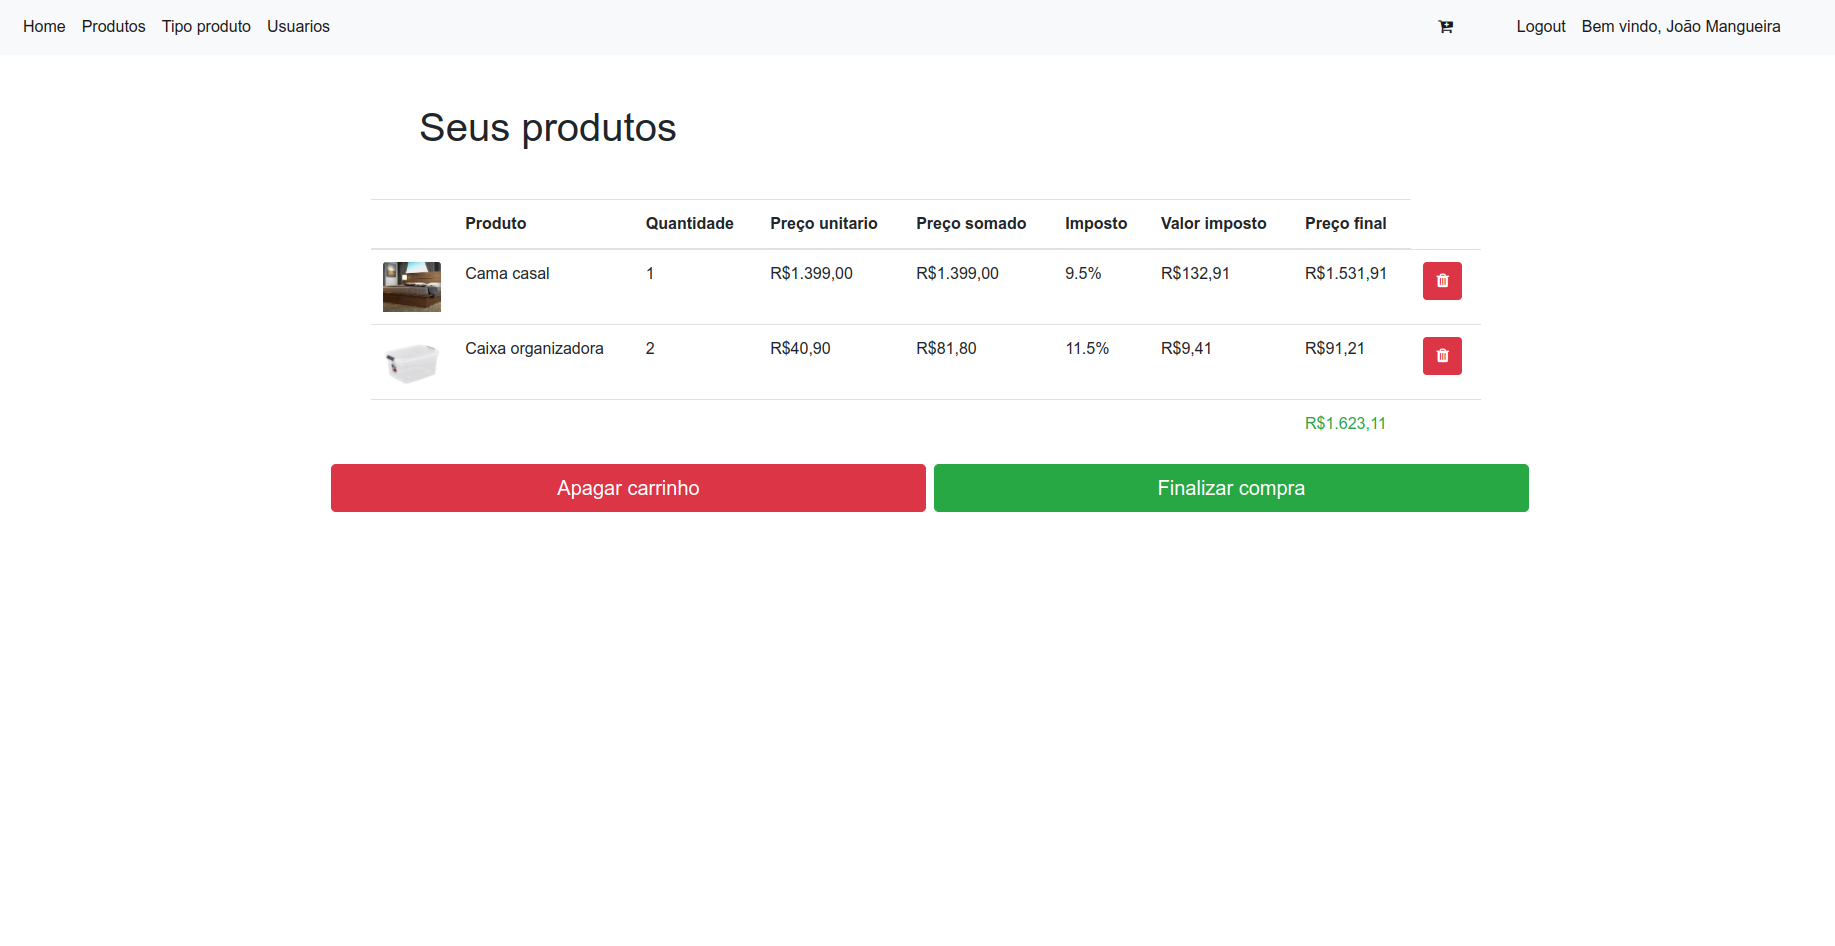 Home Produtos Tipo produto Usuarios Logout Bem vindo, João Mangueira
Seus produtos
Produto Quantidade Preço unitario Preço somado Imposto Valor imposto Preço final
Cama casal 1 R$1.399,00 R$1.399,00 9.5% R$132,91 R$1.531,91
Caixa organizadora 2 R$40,90 R$81,80 11.5% R$9,41 R$91,21
R$1.623,11
Apagar carrinho Finalizar compra